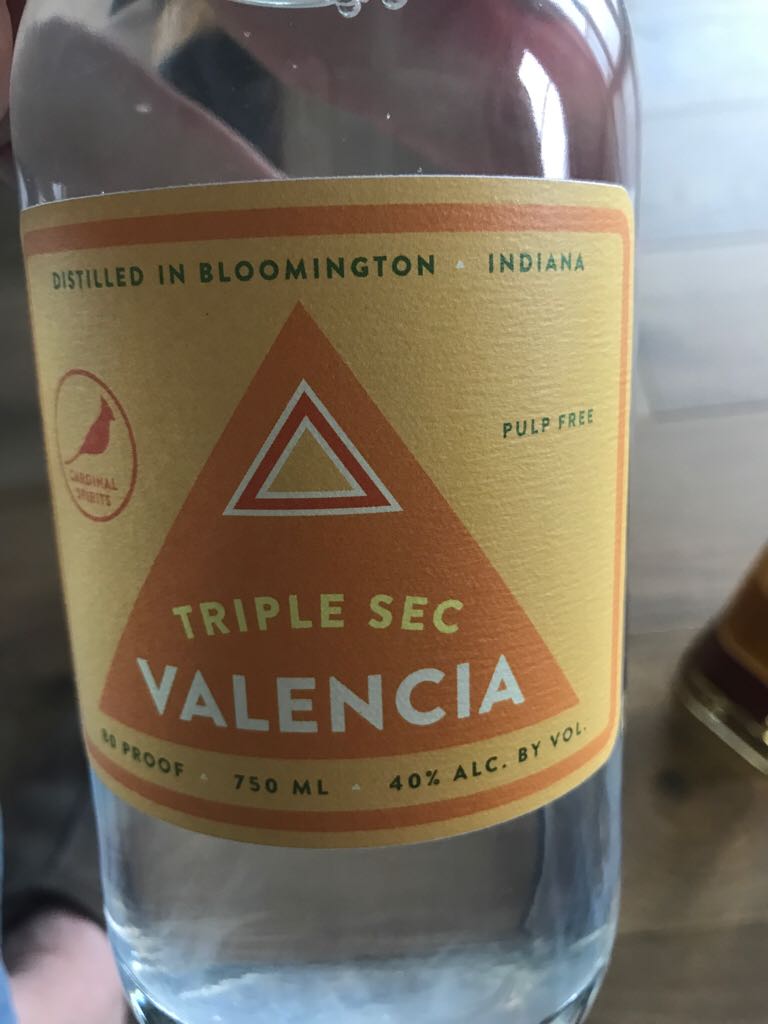 DISTILLED IN BLOOMINGTON INDIANA
PULP FREE
CARDINAL
SPIRITS
TRIPLE SEC
VALENCIA
80 PROOF 750 ML 40% ALC. BY VOL.